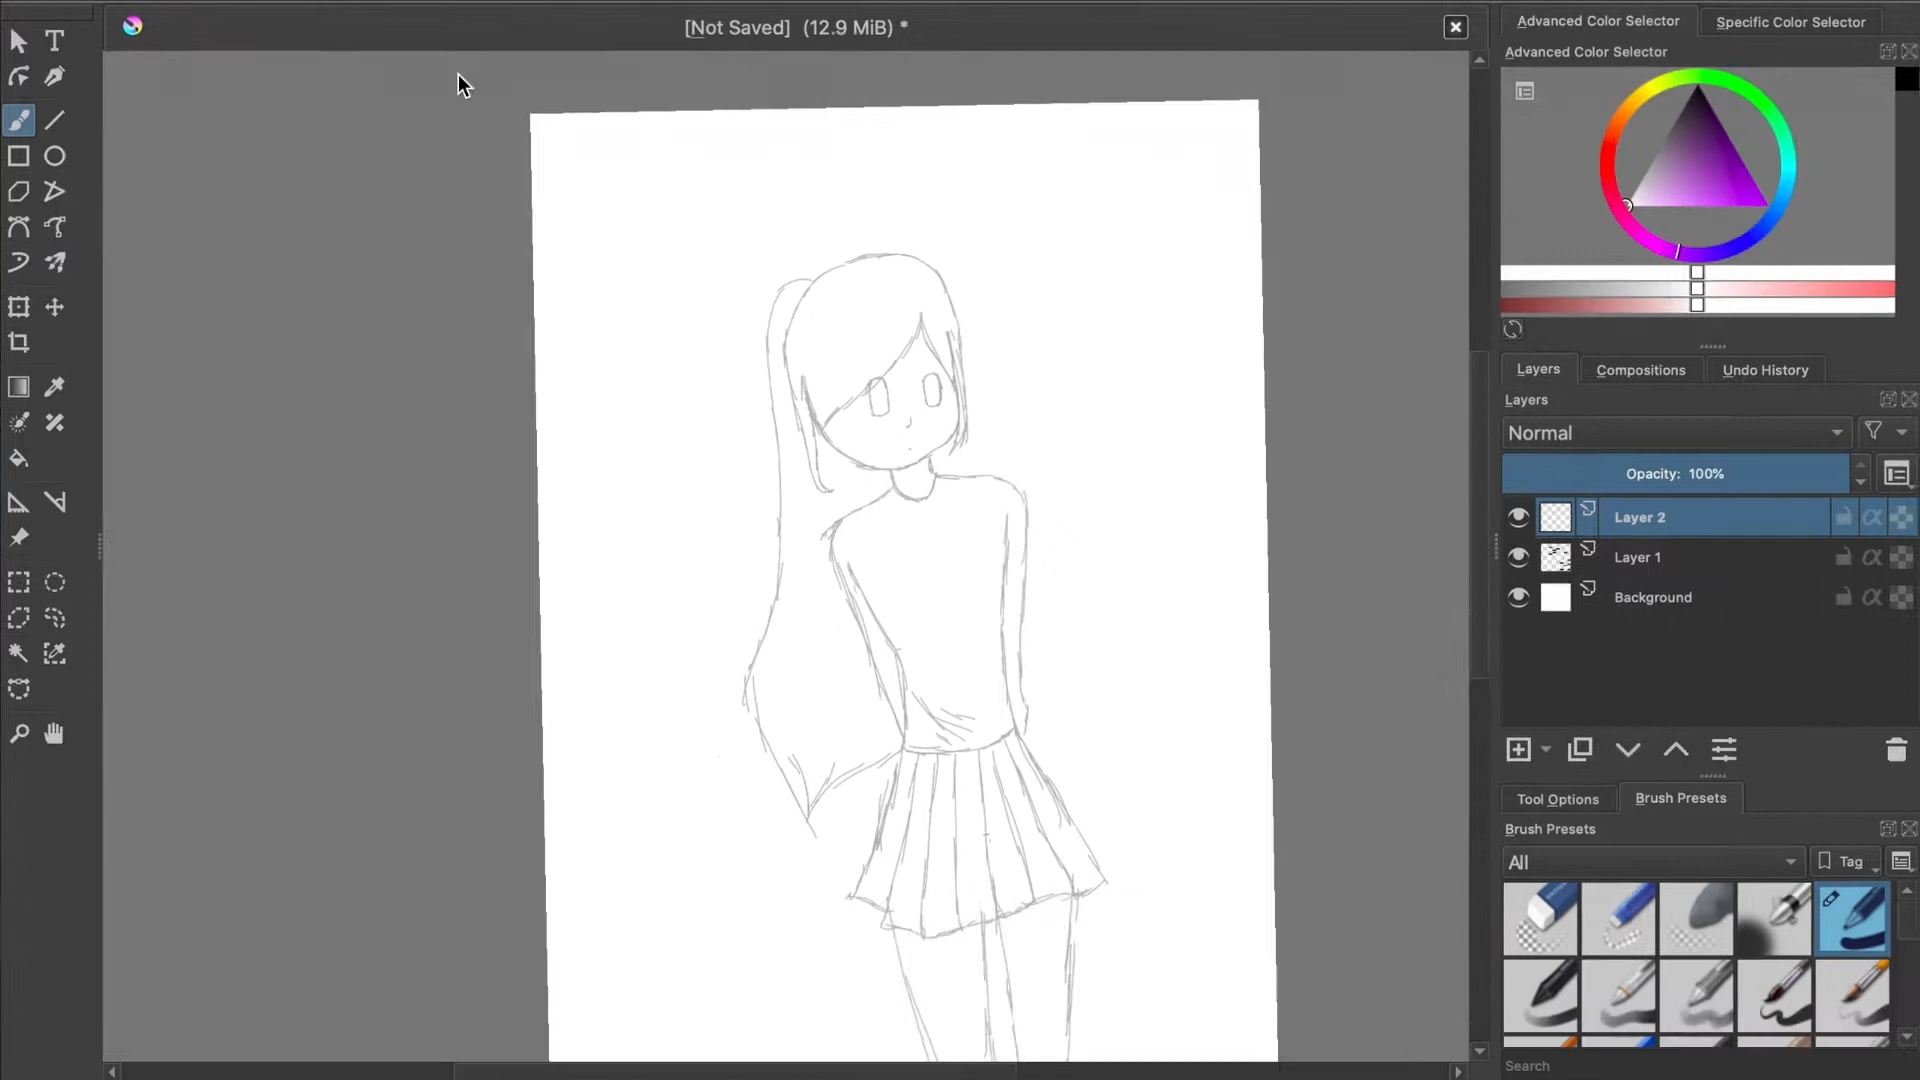 [Not Saved] (12.9 MiB) *
Advanced Color Selector
Specific Color Selector
Advanced Color Selector
Layers
Compositions
Undo History
Layers
Normal
Opacity: 100%
Layer 2
Layer 1
Background
Tool Options
Brush Presets
Brush Presets
All
Tag
Search